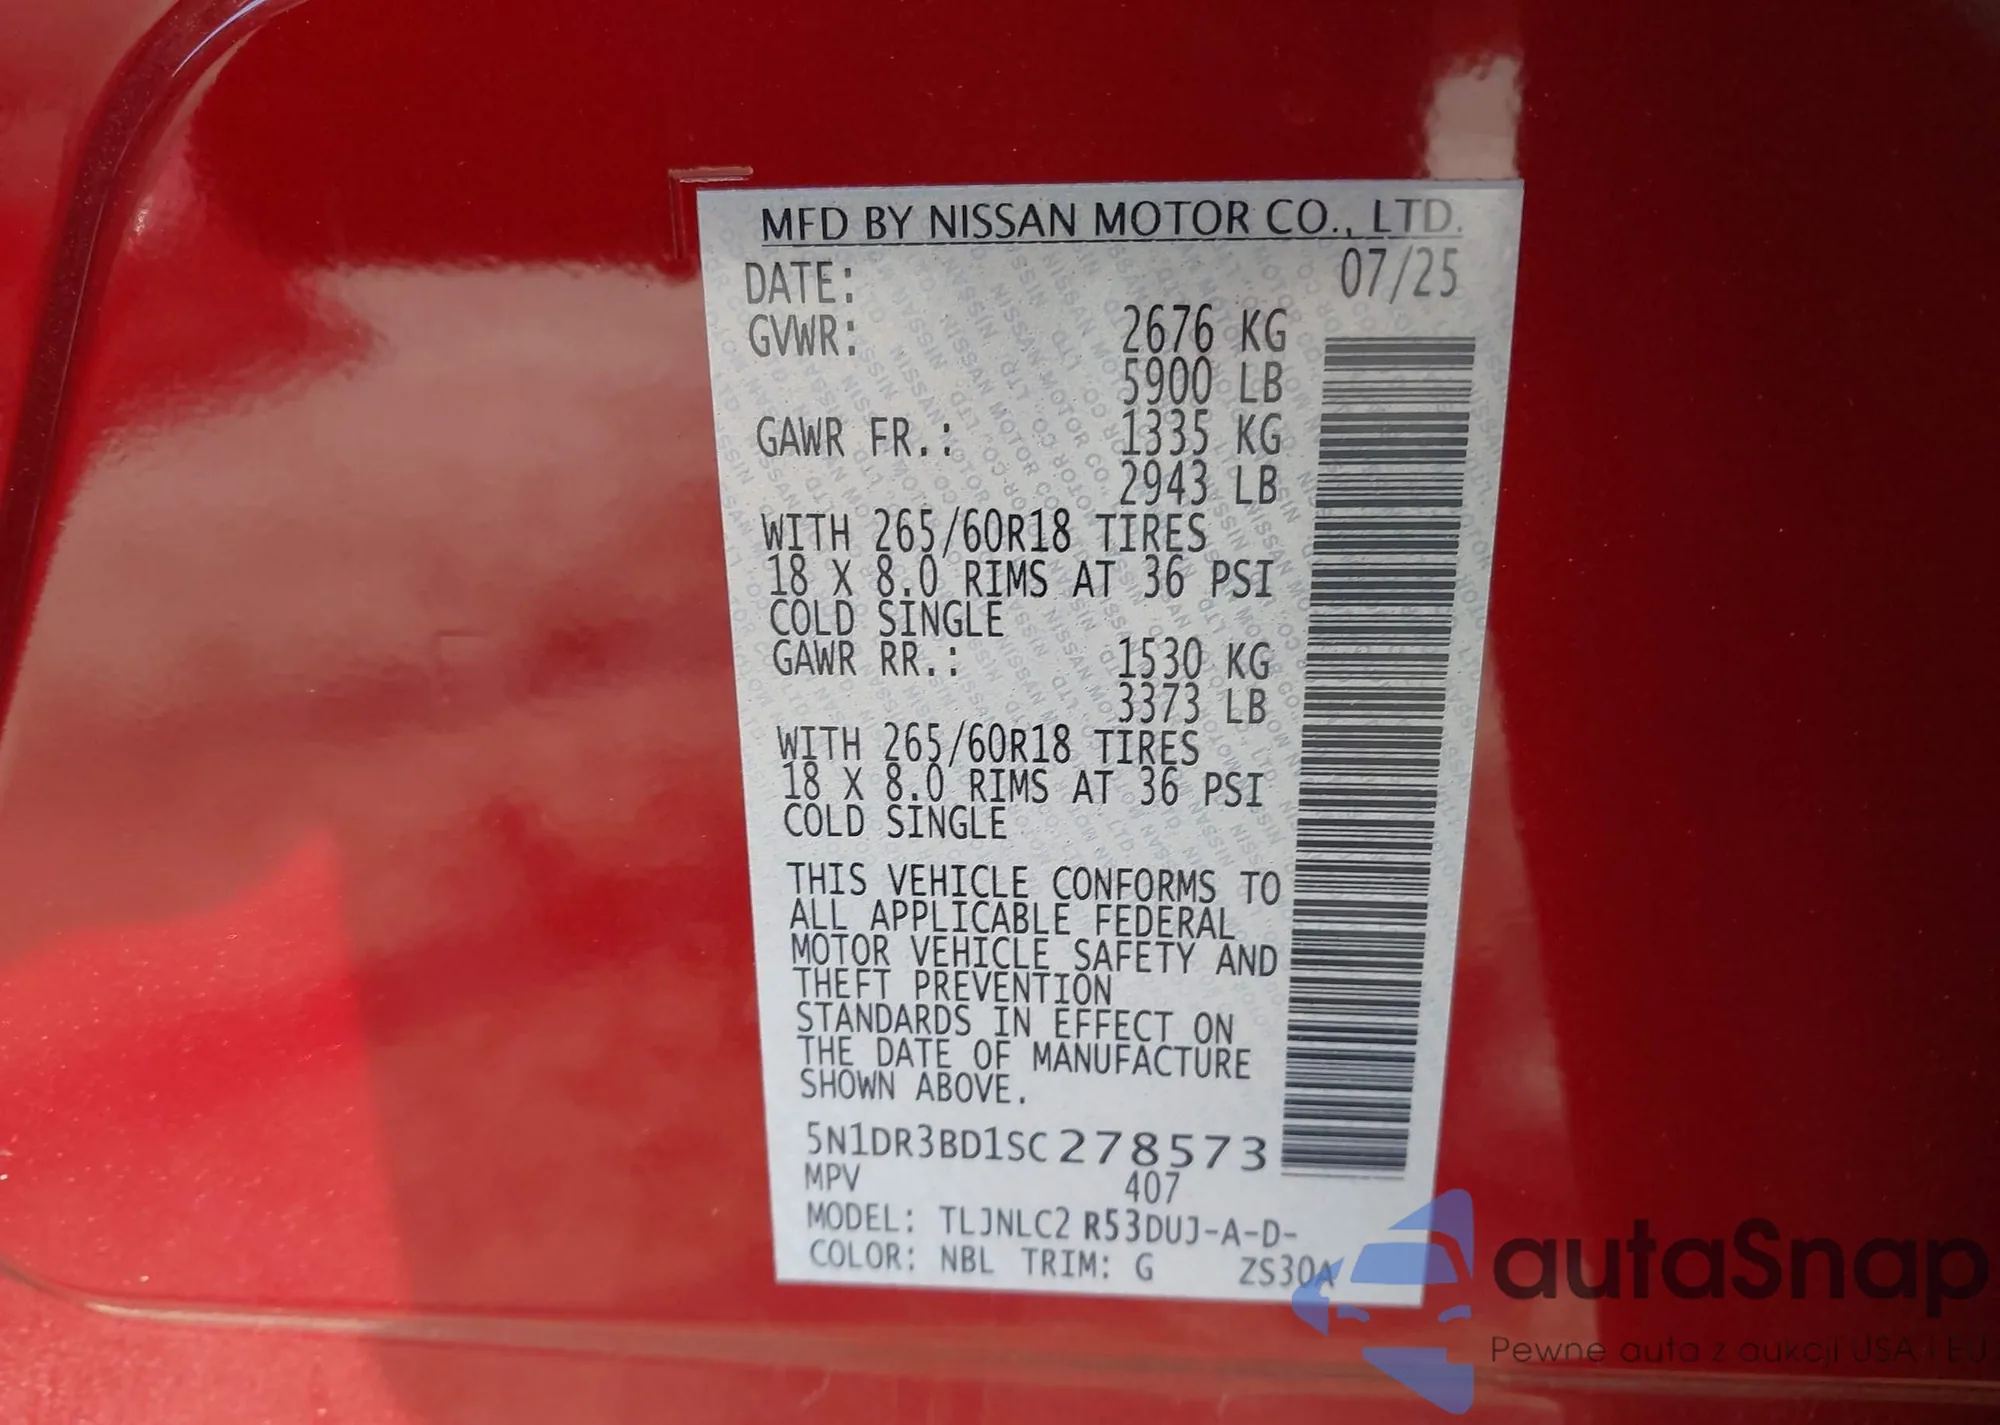 MFD BY NISSAN MOTOR CO., LTD.
DATE: 07/25
GVWR: 2676 KG
5900 LB
GAWR FR.: 1335 KG
2943 LB
WITH 265/60R18 TIRES
18 X 8.0 RIMS AT 36 PSI
COLD SINGLE
GAWR RR.: 1530 KG
3373 LB
WITH 265/60R18 TIRES
18 X 8.0 RIMS AT 36 PSI
COLD SINGLE
THIS VEHICLE CONFORMS TO
ALL APPLICABLE FEDERAL
MOTOR VEHICLE SAFETY AND
THEFT PREVENTION
STANDARDS IN EFFECT ON
THE DATE OF MANUFACTURE
SHOWN ABOVE.
5N1DR3BD1SC278573
MPV 407
MODEL: TLJNLC2 R53DUJ-A-D-
COLOR: NBL TRIM: G ZS30A
autaSnap
Pewne auta z aukcji USA i EU